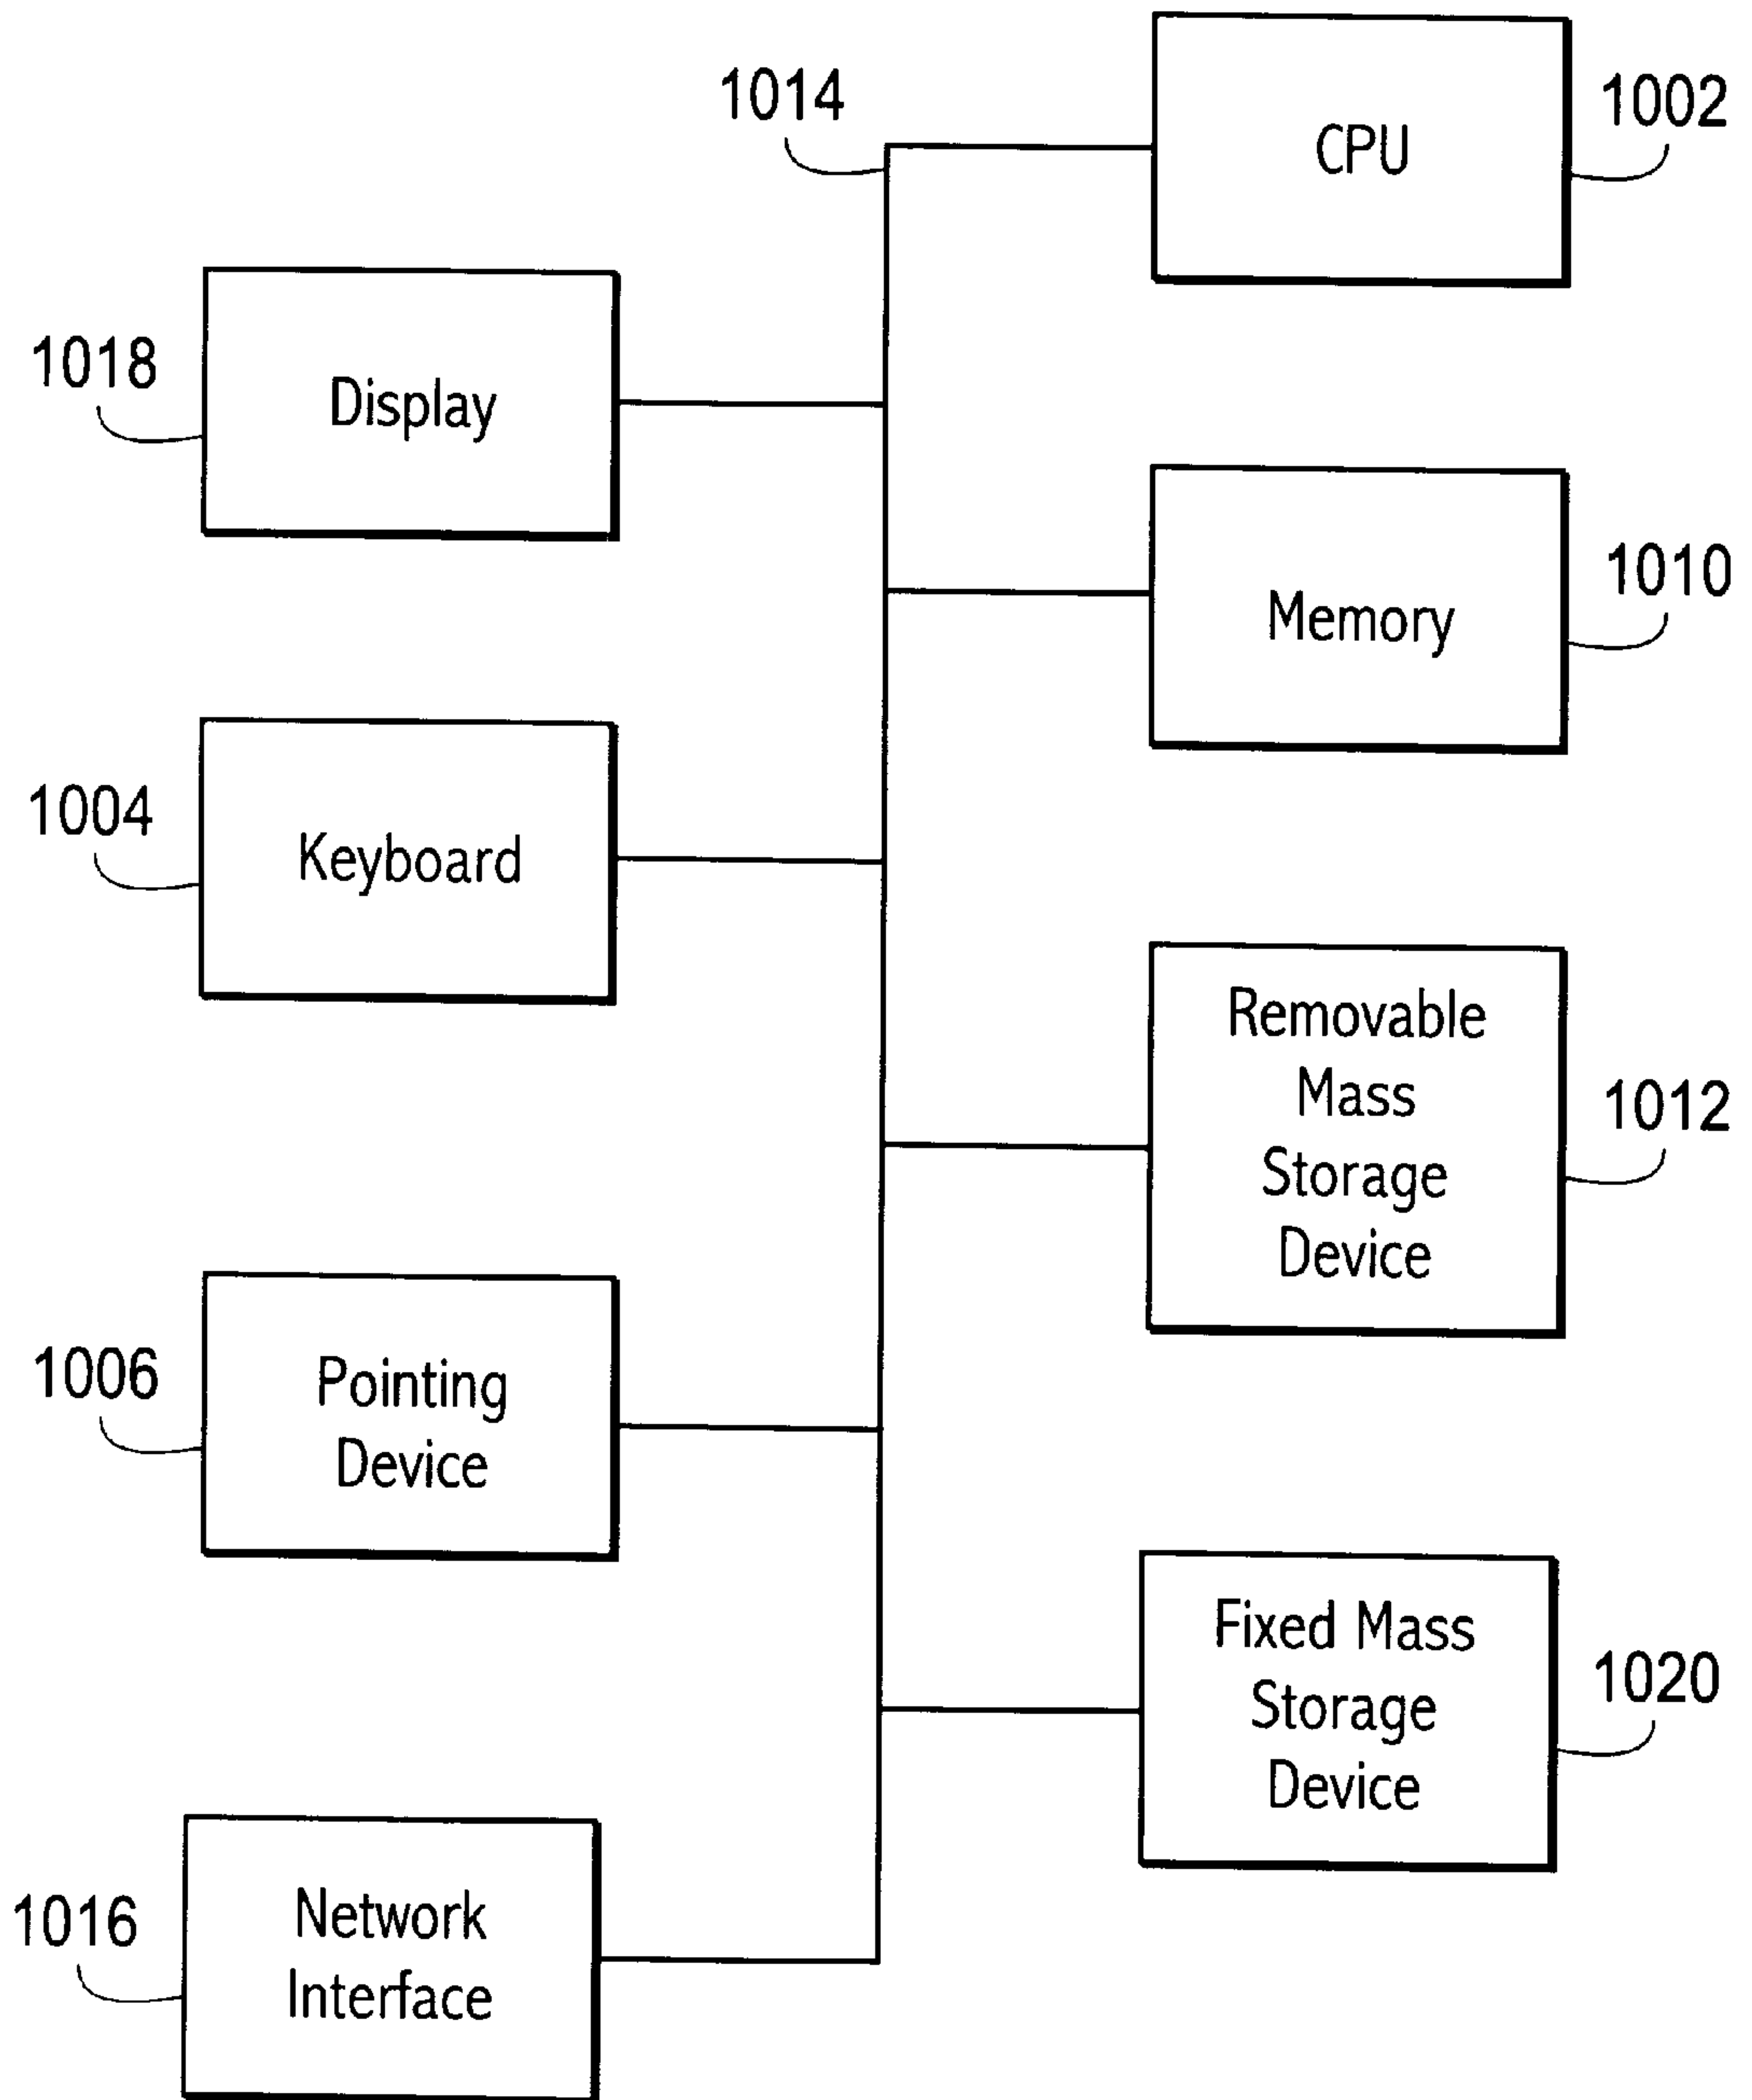 1014
CPU
1002
1018
Display
1010
Memory
1004
Keyboard
Removable
Mass
Storage
Device
1012
1006
Pointing
Device
Fixed Mass
Storage
Device
1020
1016
Network
Interface